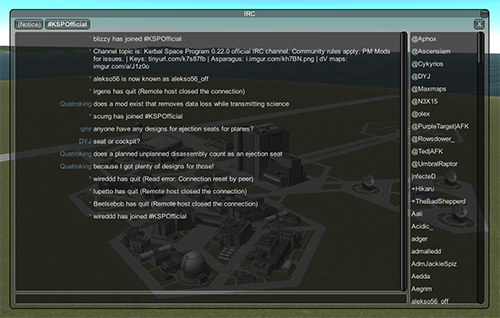 IRC
(Notice) #KSPOfficial X
* blizzy has joined #KSPOfficial
* Channel topic is: Kerbal Space Program 0.22.0 official IRC channel. Community rules apply, PM Mods
for issues. | Keys: tinyurl.com/k7s87fb | Asparagus: i.imgur.com/kh7BN.png | dV maps:
imgur.com/a/J1z0o
* alekso56 is now known as alekso56_off
* irgens has quit (Remote host closed the connection)
Quatroking does a mod exist that removes data loss while transmitting science
* scurrg has joined #KSPOfficial
qmr anyone have any designs for ejection seats for planes?
DYJ seat or cockpit?
Quatroking does a planned unplanned disassembly count as an ejection seat
Quatroking because I got plenty of designs for those!
* wireddd has quit (Read error: Connection reset by peer)
* lupetto has quit (Remote host closed the connection)
* Beelsebob has quit (Remote host closed the connection)
* wireddd has joined #KSPOfficial
@Aphox
@Ascensiam
@Cykyrios
@DYJ
@Maxmaps
@N3X15
@olex
@PurpleTarget|AFK
@Rowsdower_
@Ted|AFK
@UmbralRaptor
+Hikaru
+TheBadShepperd
Aali
Acidic_
adger
admalledd
AdmJackieSpiz
Aedda
Aegrim
alekso56_off